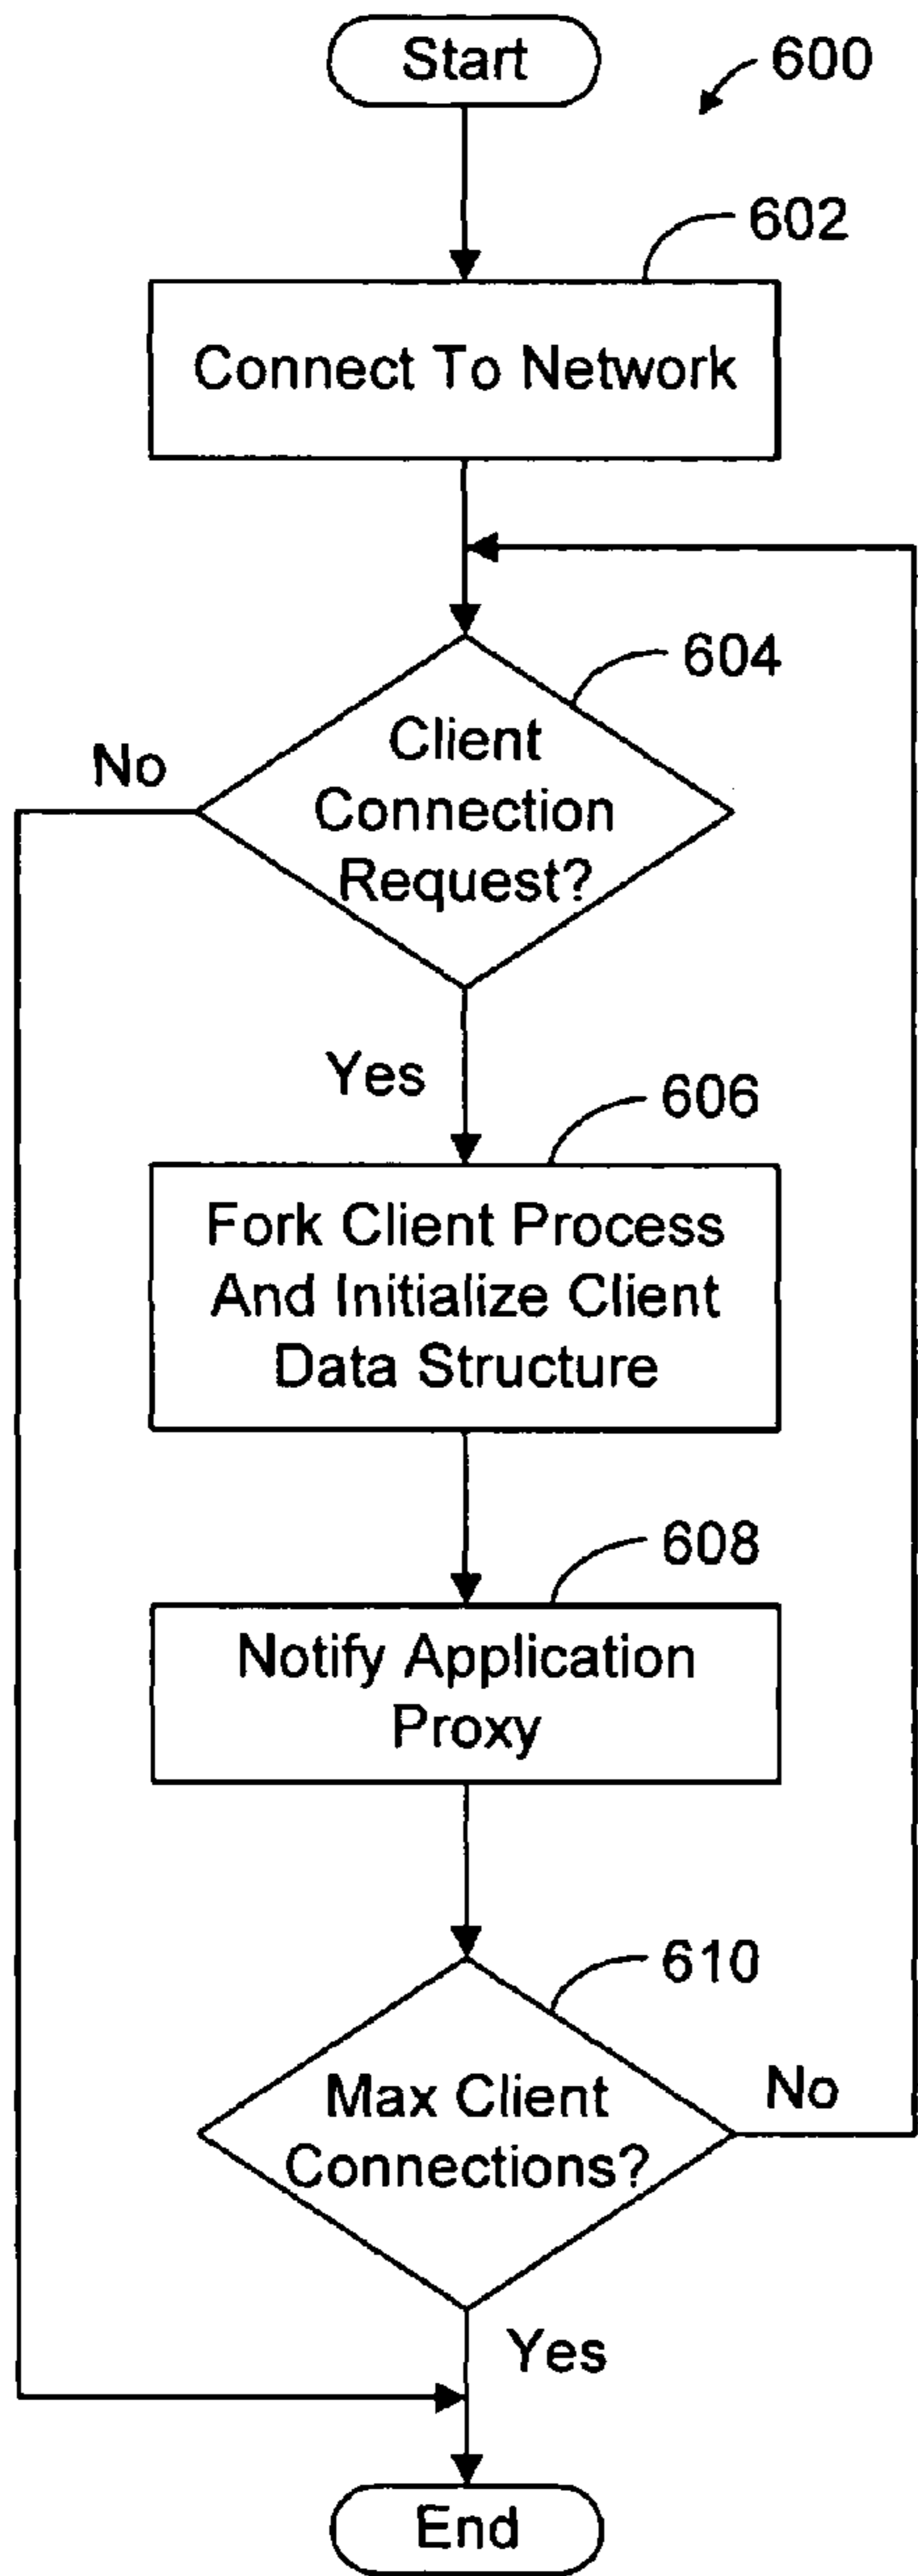 Start
600
602
Connect To Network
604
No
Client
Connection
Request?
Yes
606
Fork Client Process
And Initialize Client
Data Structure
608
Notify Application
Proxy
610
Max Client
Connections?
No
Yes
End